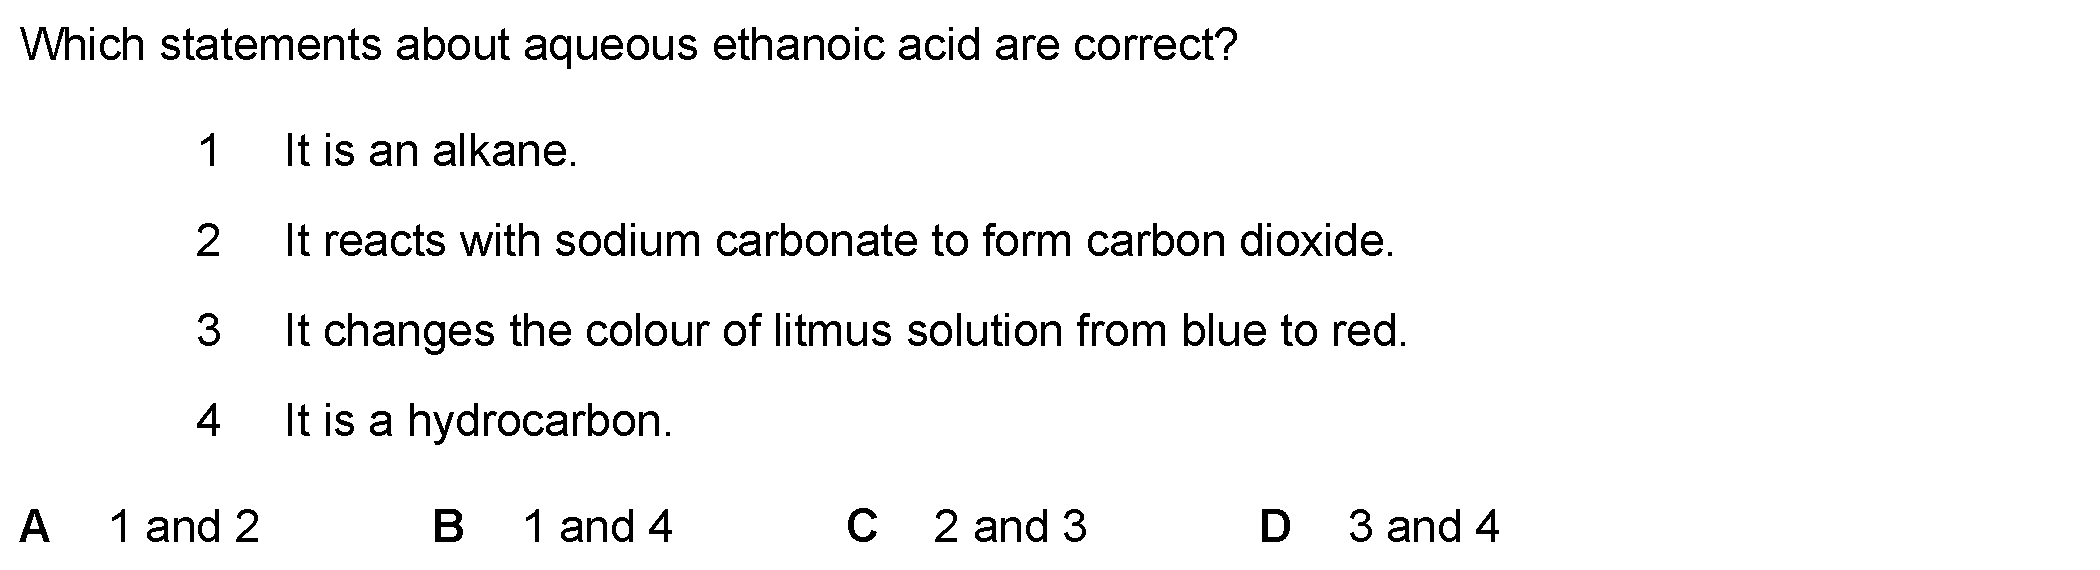 Which statements about aqueous ethanoic acid are correct?
1 It is an alkane.
2 It reacts with sodium carbonate to form carbon dioxide.
3 It changes the colour of litmus solution from blue to red.
4 It is a hydrocarbon.
A 1 and 2 B 1 and 4 C 2 and 3 D 3 and 4